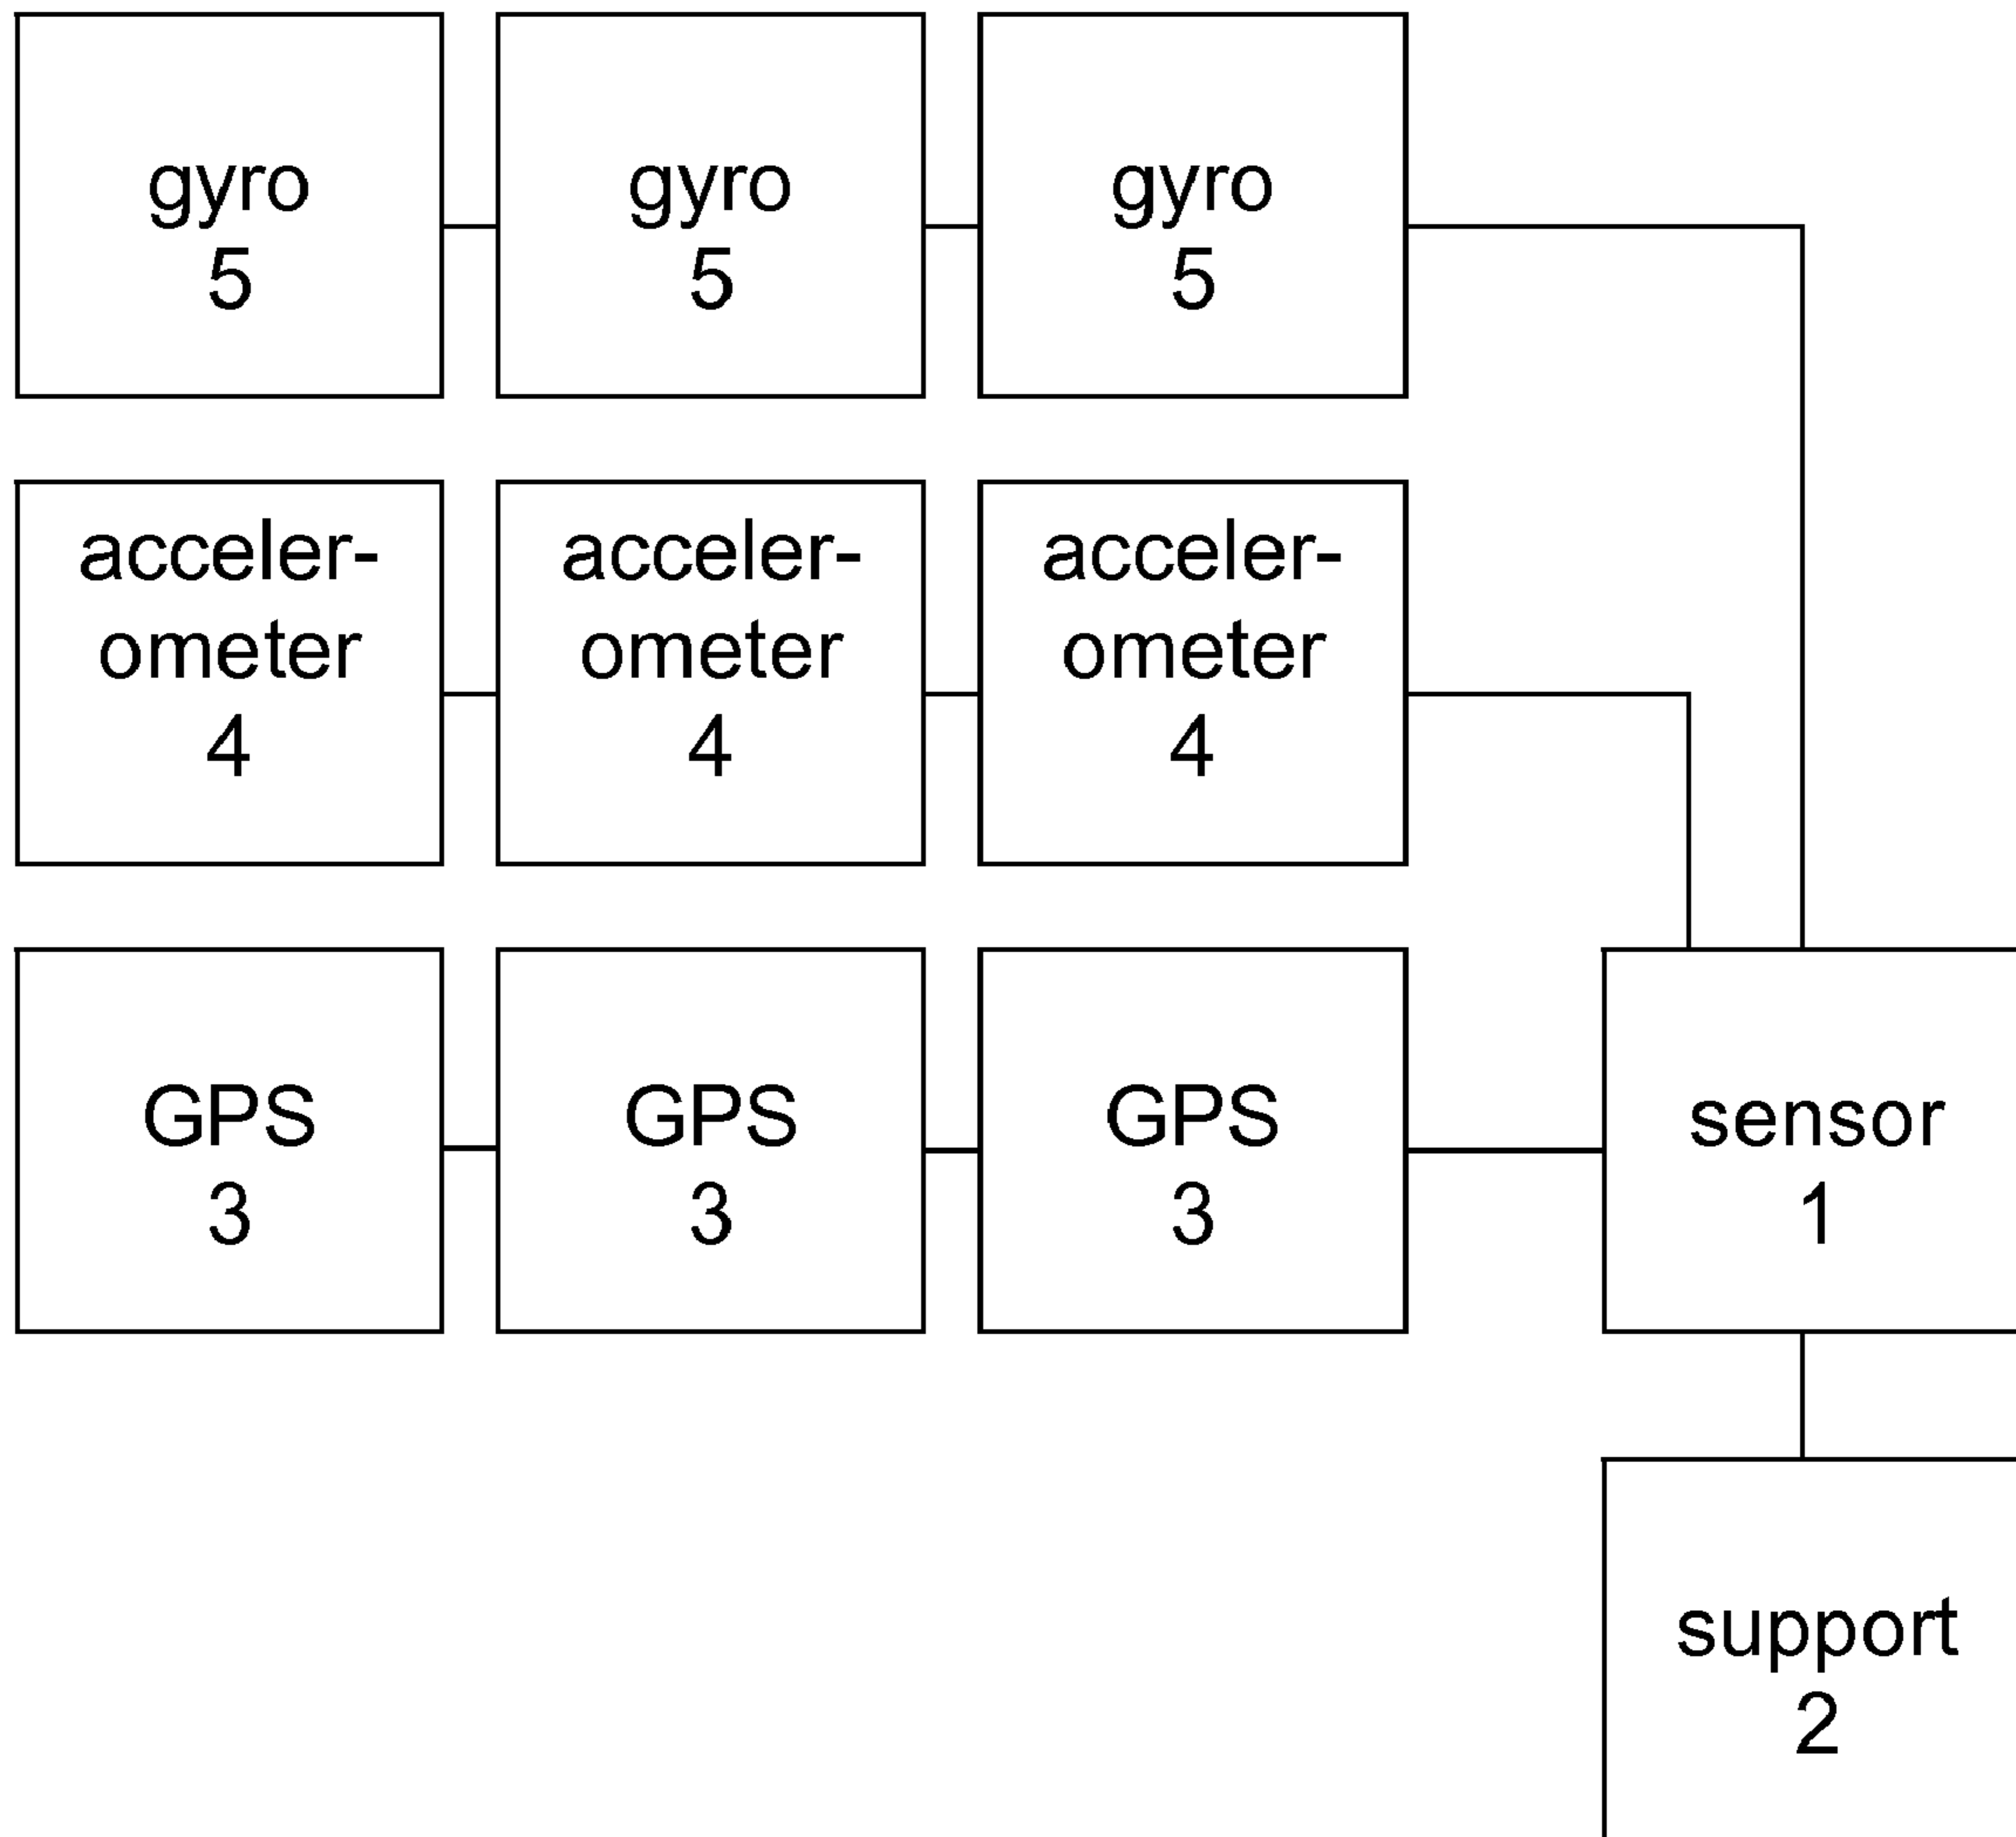 gyro
5
gyro
5
gyro
5
acceler-
ometer
4
acceler-
ometer
4
acceler-
ometer
4
GPS
3
GPS
3
GPS
3
sensor
1
support
2